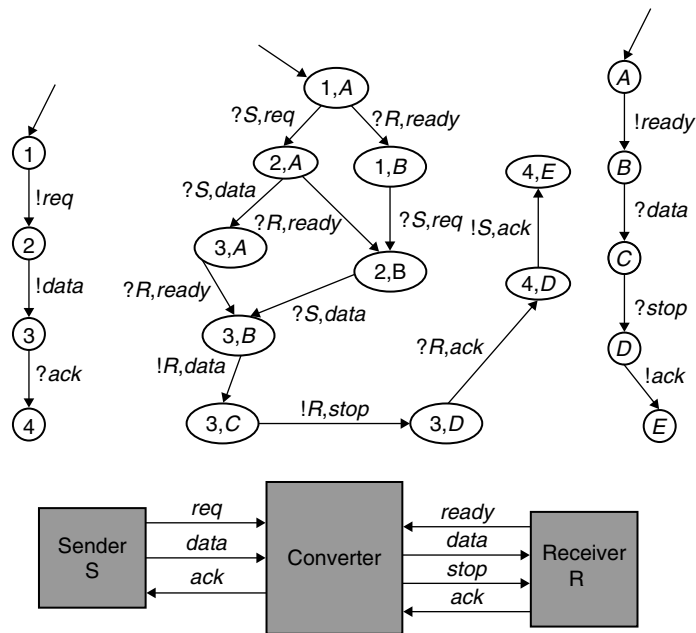 1
!req
2
!data
3
?ack
4
1,A
?S,req
?R,ready
2,A
1,B
?S,data
?R,ready
?S,req
3,A
2,B
?R,ready
?S,data
3,B
!R,data
3,C
!R,stop
3,D
?R,ack
4,D
!S,ack
4,E
A
!ready
B
?data
C
?stop
D
!ack
E
Sender
S
req
data
ack
Converter
ready
data
stop
ack
Receiver
R